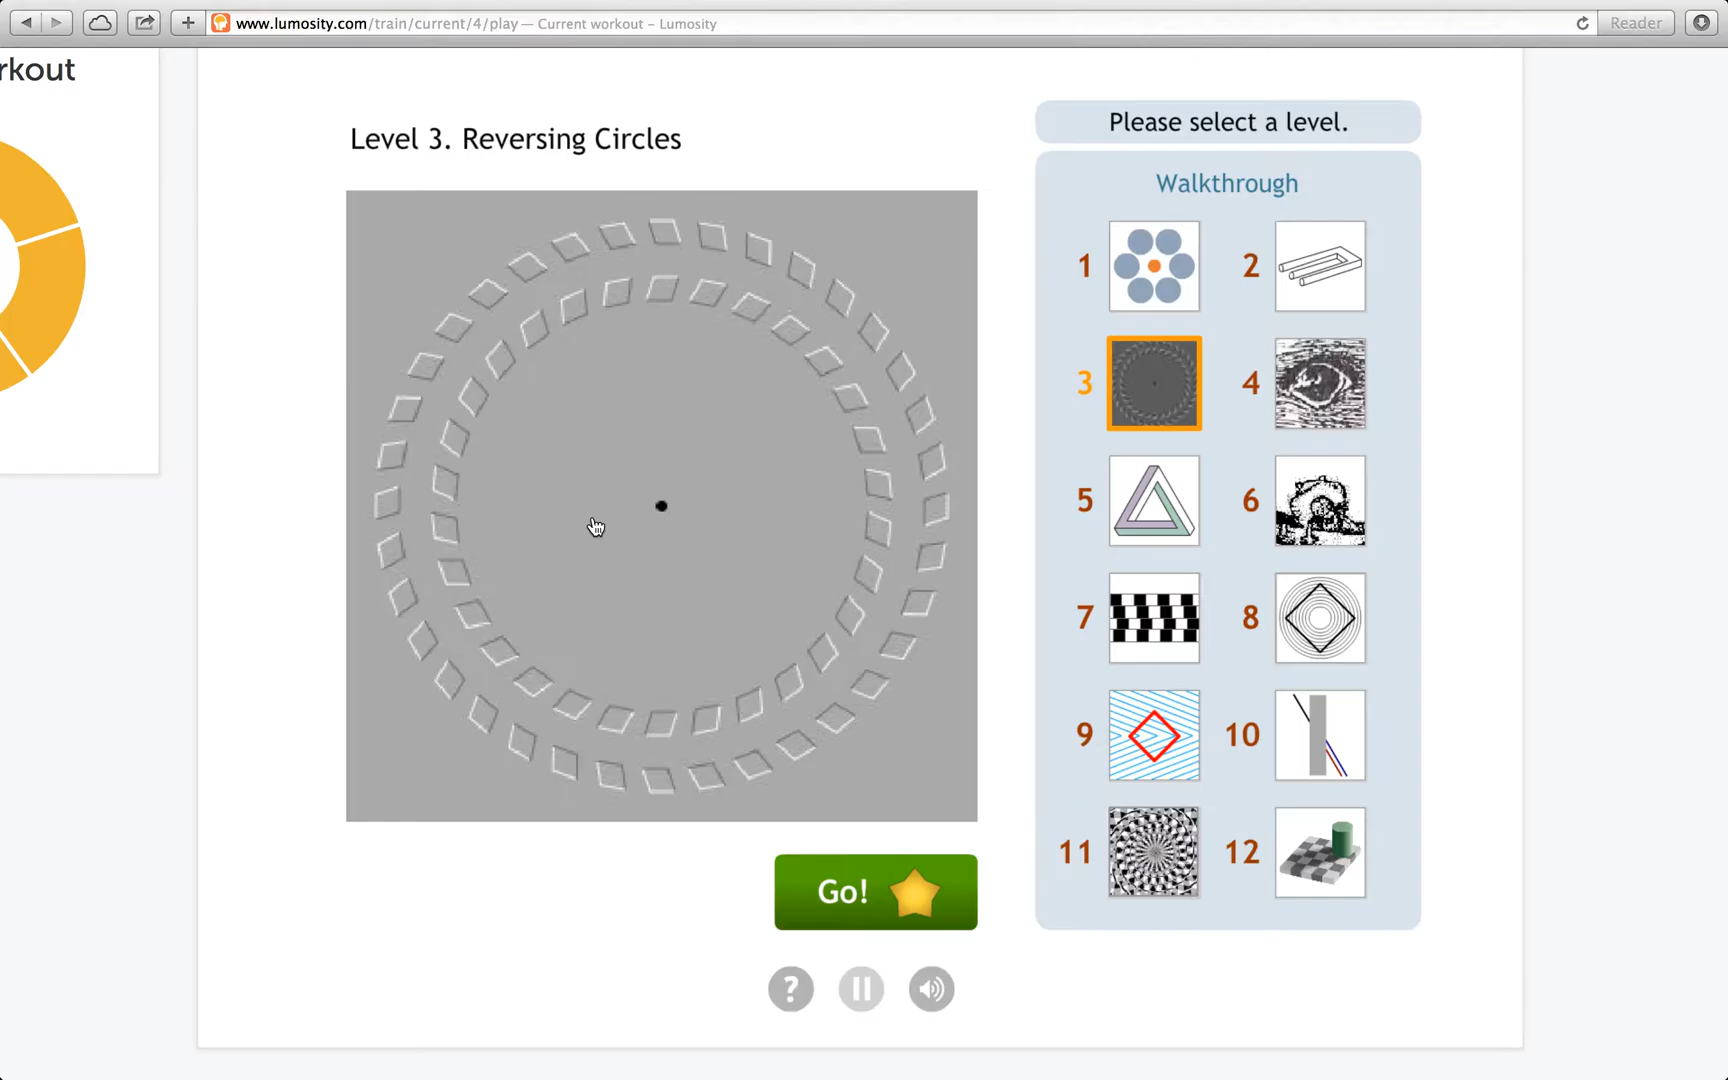 www.lumosity.com/train/current/4/play — Current workout – Lumosity
Reader
rkout
Level 3. Reversing Circles
Please select a level.
Walkthrough
1
2
3
4
5
6
7
8
9
10
11
12
Go!
?